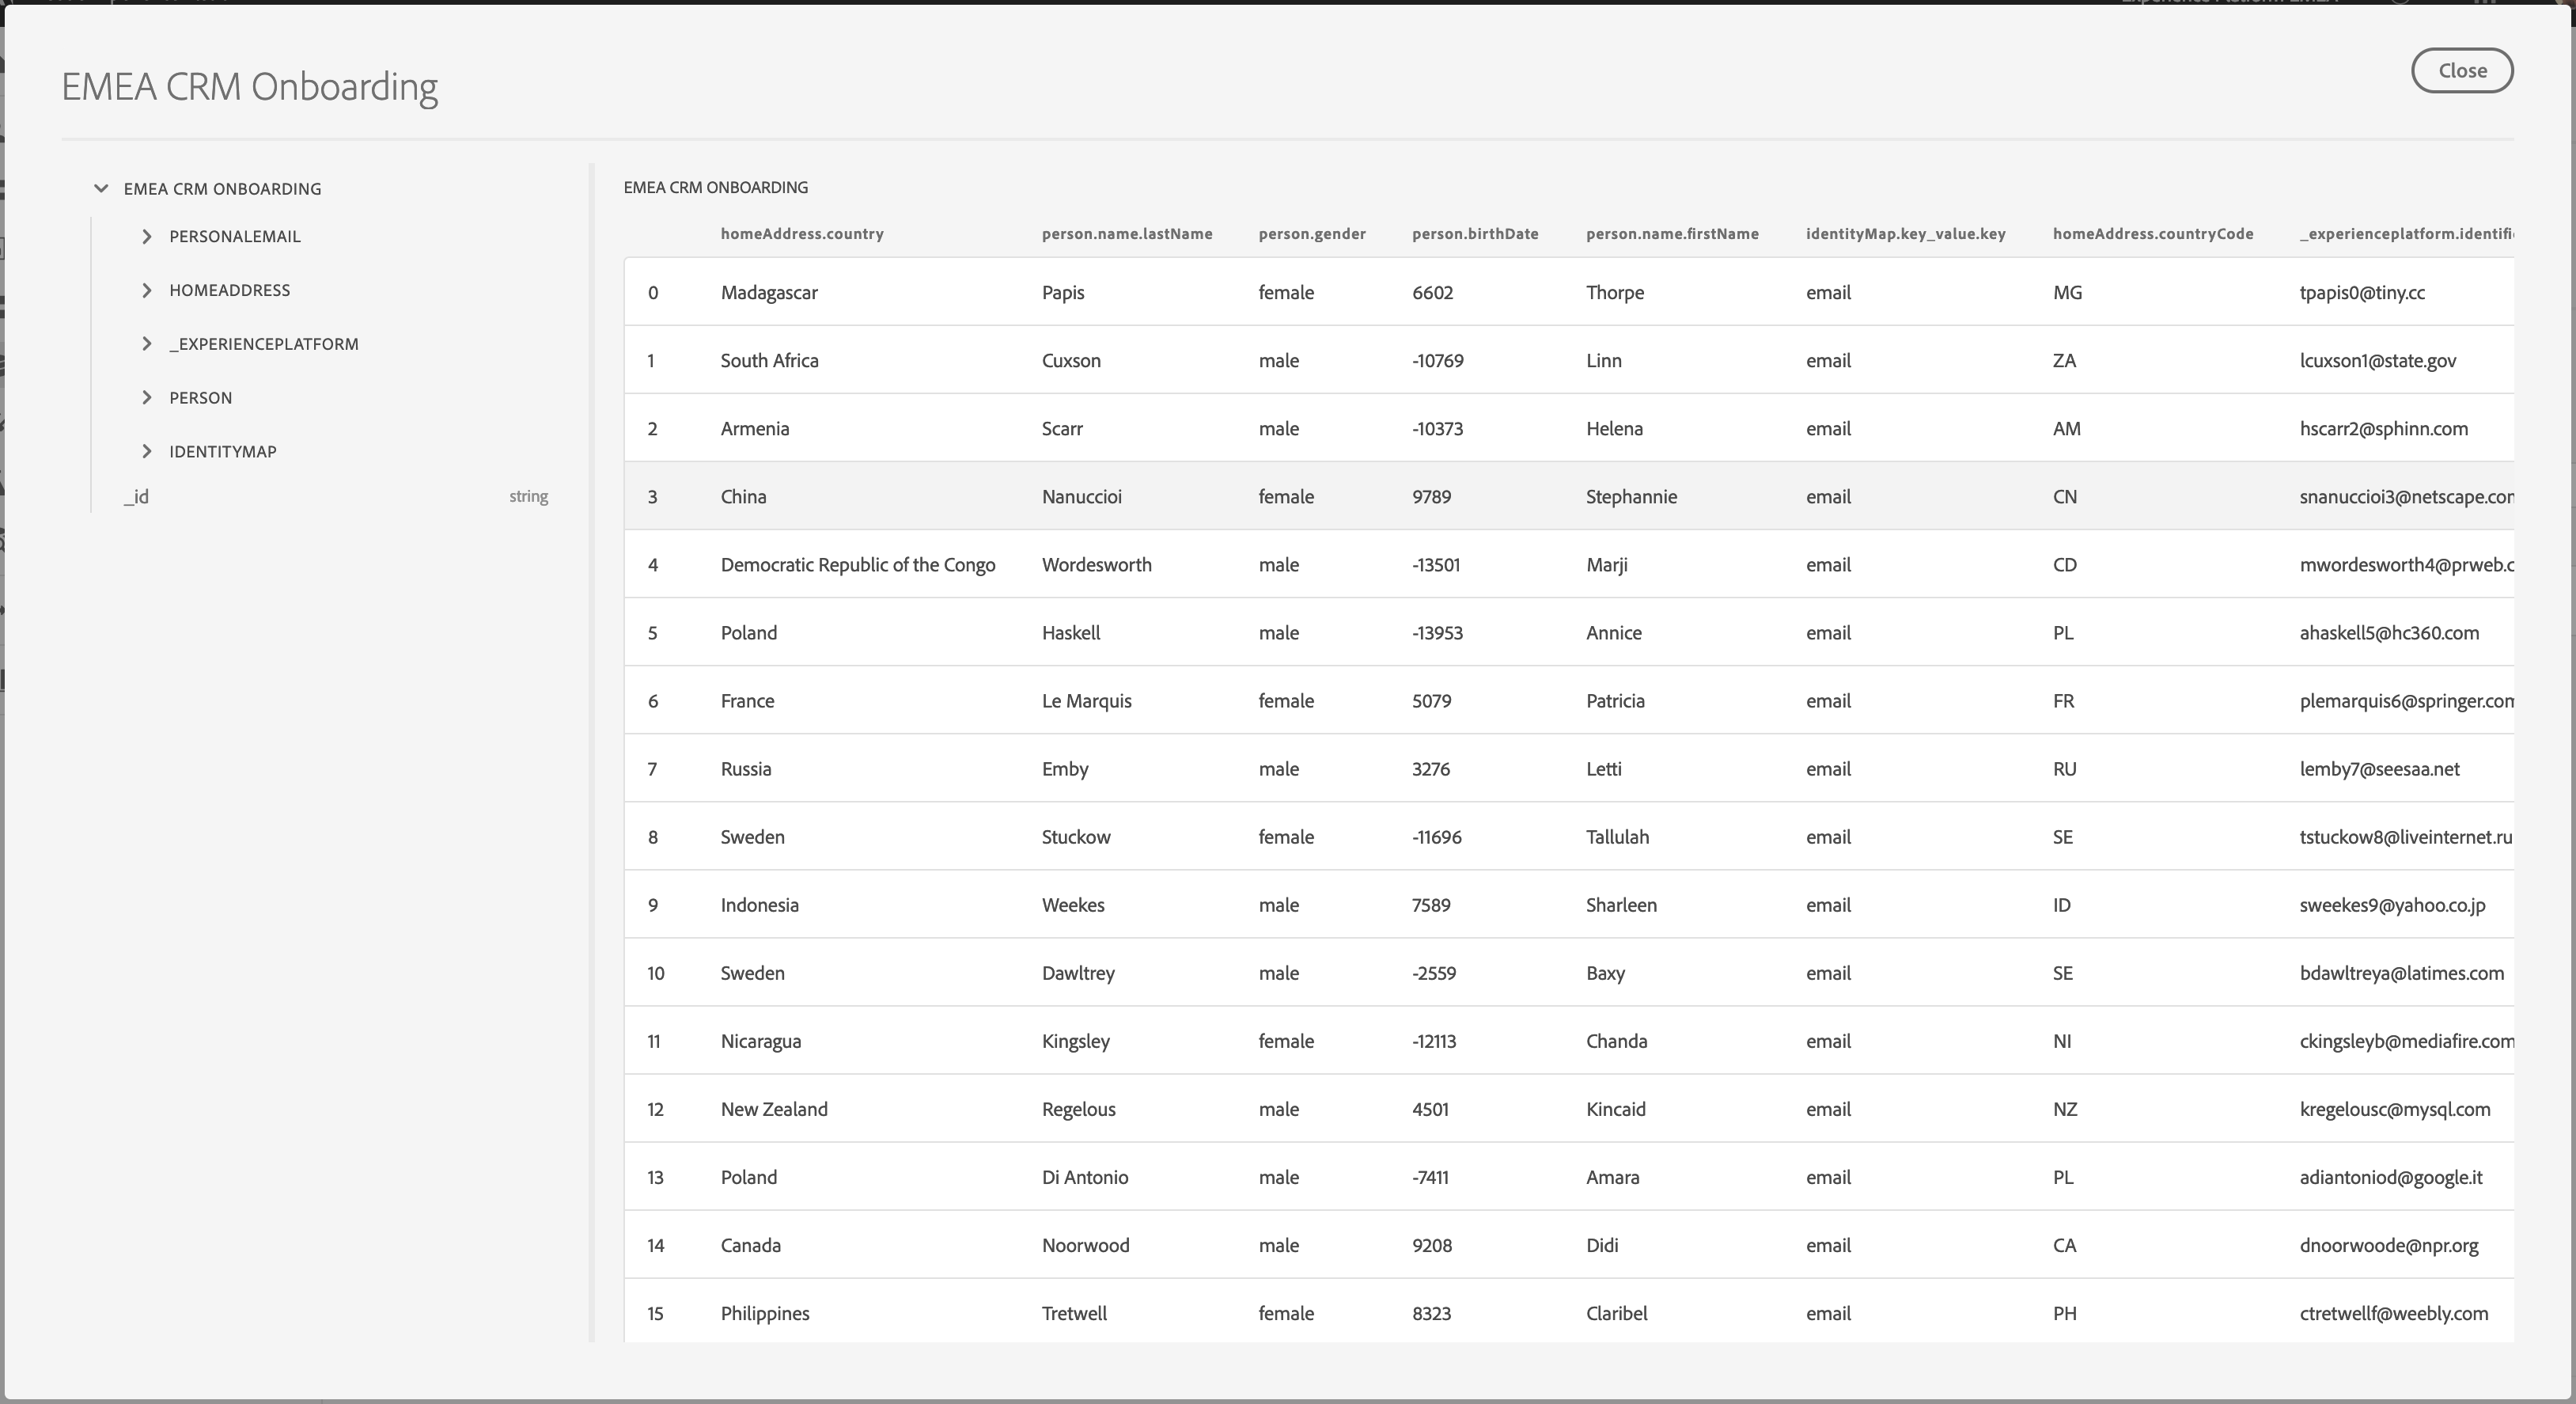 EMEA CRM Onboarding
Close
EMEA CRM ONBOARDING
PERSONALEMAIL
HOMEADDRESS
_EXPERIENCEPLATFORM
PERSON
IDENTITYMAP
_id string
EMEA CRM ONBOARDING
homeAddress.country person.name.lastName person.gender person.birthDate person.name.firstName identityMap.key_value.key homeAddress.countryCode _experienceplatform.identifi
0 Madagascar Papis female 6602 Thorpe email MG tpapis0@tiny.cc
1 South Africa Cuxson male -10769 Linn email ZA lcuxson1@state.gov
2 Armenia Scarr male -10373 Helena email AM hscarr2@sphinn.com
3 China Nanuccioi female 9789 Stephannie email CN snanuccioi3@netscape.com
4 Democratic Republic of the Congo Wordesworth male -13501 Marji email CD mwordesworth4@prweb.c
5 Poland Haskell male -13953 Annice email PL ahaskell5@hc360.com
6 France Le Marquis female 5079 Patricia email FR plemarquis6@springer.com
7 Russia Emby male 3276 Letti email RU lemby7@seesaa.net
8 Sweden Stuckow female -11696 Tallulah email SE tstuckow8@liveinternet.ru
9 Indonesia Weekes male 7589 Sharleen email ID sweekes9@yahoo.co.jp
10 Sweden Dawltrey male -2559 Baxy email SE bdawltreya@latimes.com
11 Nicaragua Kingsley female -12113 Chanda email NI ckingsleyb@mediafire.com
12 New Zealand Regelous male 4501 Kincaid email NZ kregelousc@mysql.com
13 Poland Di Antonio male -7411 Amara email PL adiantoniod@google.it
14 Canada Noorwood male 9208 Didi email CA dnoorwoode@npr.org
15 Philippines Tretwell female 8323 Claribel email PH ctretwellf@weebly.com